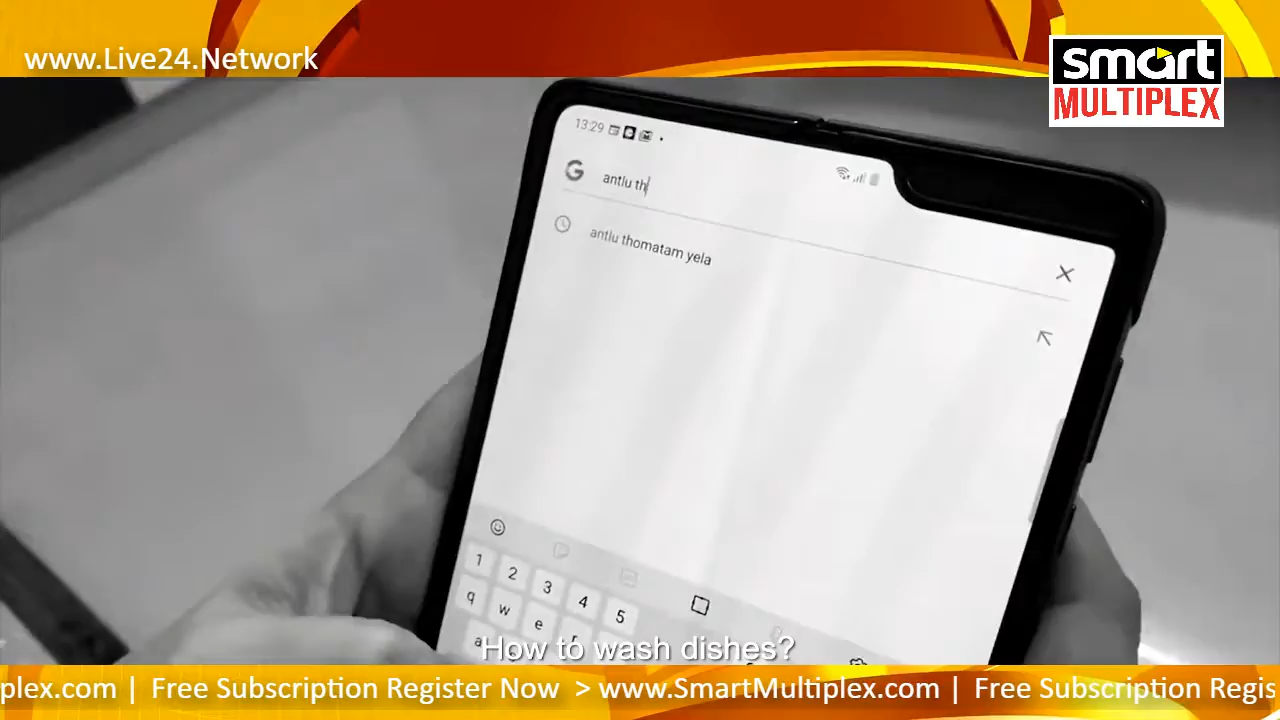 www.Live24.Network
smart
MULTIPLEX
13:29
G antlu th
antlu thomatam yela
1 2 3 4 5
q w e
a
How to wash dishes?
plex.com | Free Subscription Register Now > www.SmartMultiplex.com | Free Subscription Regis